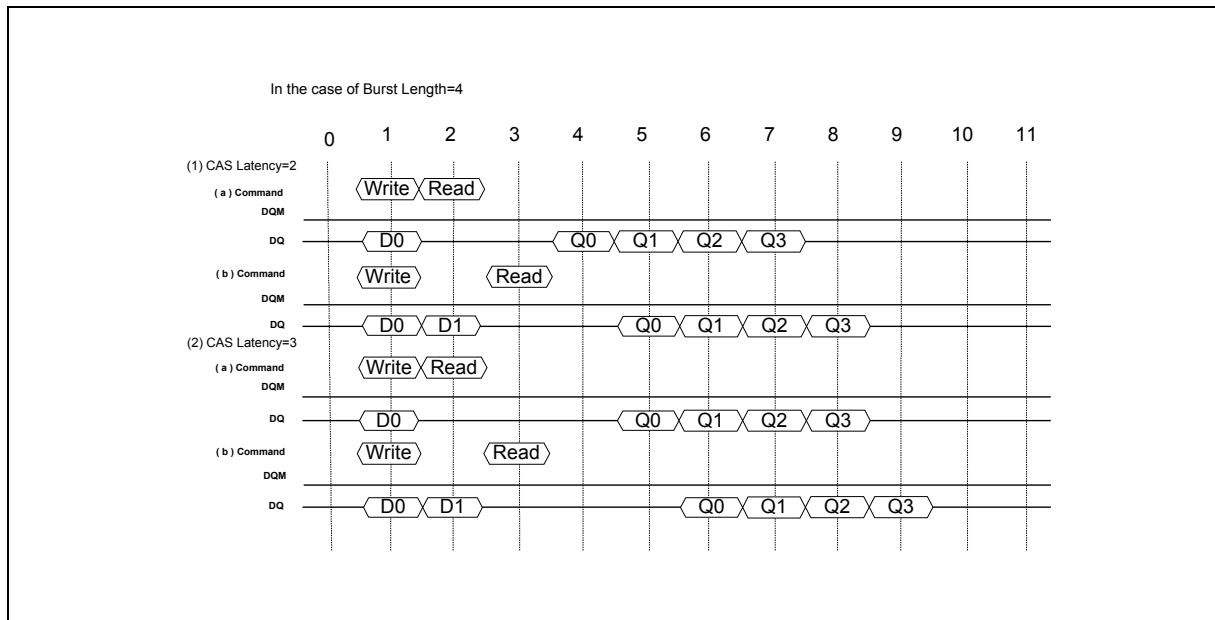 In the case of Burst Length=4
0 1 2 3 4 5 6 7 8 9 10 11
(1) CAS Latency=2
( a ) Command Write Read
DQM
DQ D0 Q0 Q1 Q2 Q3
( b ) Command Write Read
DQM
DQ D0 D1 Q0 Q1 Q2 Q3
(2) CAS Latency=3
( a ) Command Write Read
DQM
DQ D0 Q0 Q1 Q2 Q3
( b ) Command Write Read
DQM
DQ D0 D1 Q0 Q1 Q2 Q3